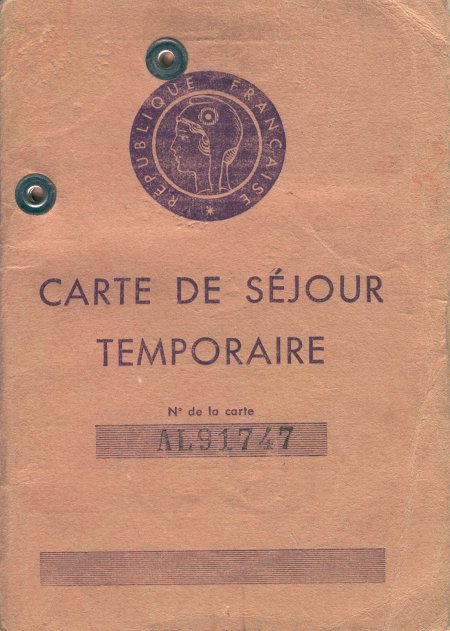 RÉPUBLIQUE FRANÇAISE
CARTE DE SÉJOUR
TEMPORAIRE
N° de la carte
AL91747